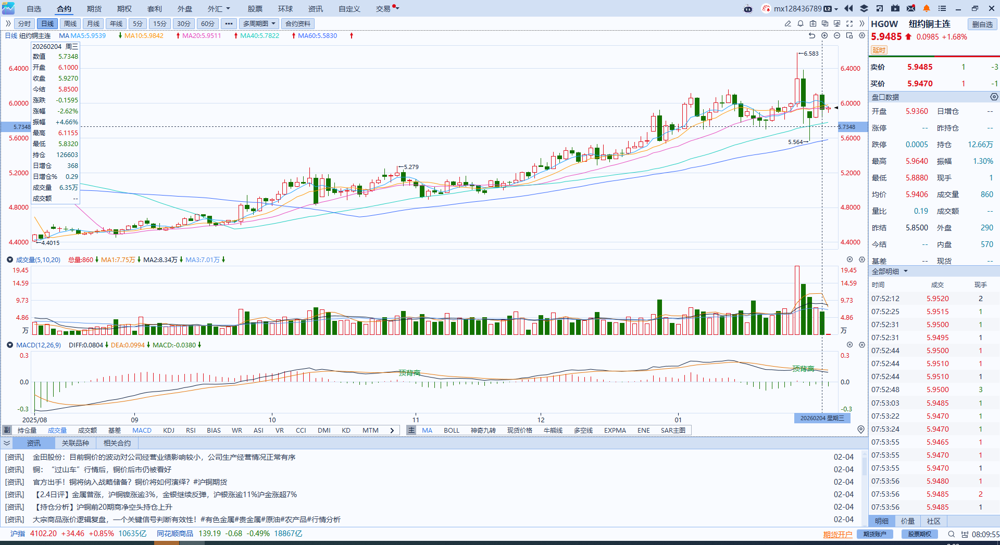 自选 合约 期货 期权 套利 外盘 外汇 股票 环球 资讯 自定义 交易 mx128436789 L2
分时 日线 周线 月线 年线 5分 15分 30分 60分 ••• 多周期图 合约资料
日线 纽约铜主连 MA MA5:5.9539 MA10:5.9842 MA20:5.9511 MA40:5.7822 MA60:5.5830
20260204 周三
数值 5.7348
开盘 6.1000
收盘 5.9270
今结 5.8500
涨跌 -0.1595
涨幅 -2.62%
振幅 +4.66%
最高 6.1155
最低 5.8320
持仓 126603
日增仓 368
日增仓% 0.29
成交量 6.35万
成交额 --
6.4000 6.4000
6.0000 6.0000
5.7348 5.7348
5.6000 5.6000
5.2000 5.2000
4.8000 4.8000
4.4000 4.4000
6.583
5.564
5.279
4.4015
成交量(5,10,20) 总量:860 MA1:7.75万 MA2:8.34万 MA3:7.01万
19.45 19.45
14.59 14.59
9.73 9.73
4.86 4.86
万 万
MACD(12,26,9) DIFF:0.0804 DEA:0.0994 MACD:-0.0380
0.3 0.3
顶背离 顶背离
0.0 0.0
-0.3 -0.3
2025/08 09 10 11 12 01 20260204 星期三
副 持仓量 成交量 成交额 基差 MACD KDJ RSI BIAS WR ASI VR CCI DMI KD MTM 主 MA BOLL 神奇九转 现货价格 牛能线 多空线 EXPMA ENE SAR主图
资讯 关联品种 相关合约
[资讯] 金田股份：目前铜价的波动对公司经营业绩影响较小，公司生产经营情况正常有序 02-04
[资讯] 铜：“过山车”行情后，铜价后市仍被看好 02-04
[资讯] 官方出手！铜将纳入战略储备？铜价将如何演绎？#沪铜期货 02-04
[资讯] 【2.4日评】金属普涨，沪铜镍涨逾3%，金银继续反弹，沪银涨逾11%沪金涨超7% 02-04
[资讯] 【持仓分析】沪铜前20期商净空头持仓上升 02-04
[资讯] 大宗商品涨价逻辑复盘，一个关键信号判断有效性！#有色金属#贵金属#原油#农产品#行情分析 02-04
HG0W 纽约铜主连 删自选
5.9485 0.0985 +1.68%
延时
卖价 5.9485 1 -3
买价 5.9470 1 -1
盘口数据
开盘 5.9360 日增仓 --
涨停 -- 昨持仓 --
跌停 0.0005 持仓 12.66万
最高 5.9640 振幅 1.30%
最低 5.8880 现手 1
均价 5.9406 成交量 860
量比 0.19 成交额 --
昨结 5.8500 外盘 290
今结 -- 内盘 570
基差 -- 现货 --
全部明细
时间 成交 现手
07:52:12 5.9520 2
07:52:25 5.9515 1
07:52:31 5.9500 1
07:52:31 5.9495 1
07:52:44 5.9500 1
07:52:44 5.9510 1
07:52:44 5.9510 1
07:52:48 5.9500 3
07:53:03 5.9485 1
07:53:22 5.9470 1
07:53:24 5.9470 1
07:53:55 5.9465 1
07:53:55 5.9470 1
07:53:55 5.9470 1
07:53:56 5.9480 1
07:53:56 5.9485 2
07:53:56 5.9485 1
明细 价量 社区
沪指 4102.20 +34.46 +0.85% 10635亿 同花顺商品 139.19 -0.68 -0.49% 18867亿 期货开户 期货账户 股票期权 08:09:55